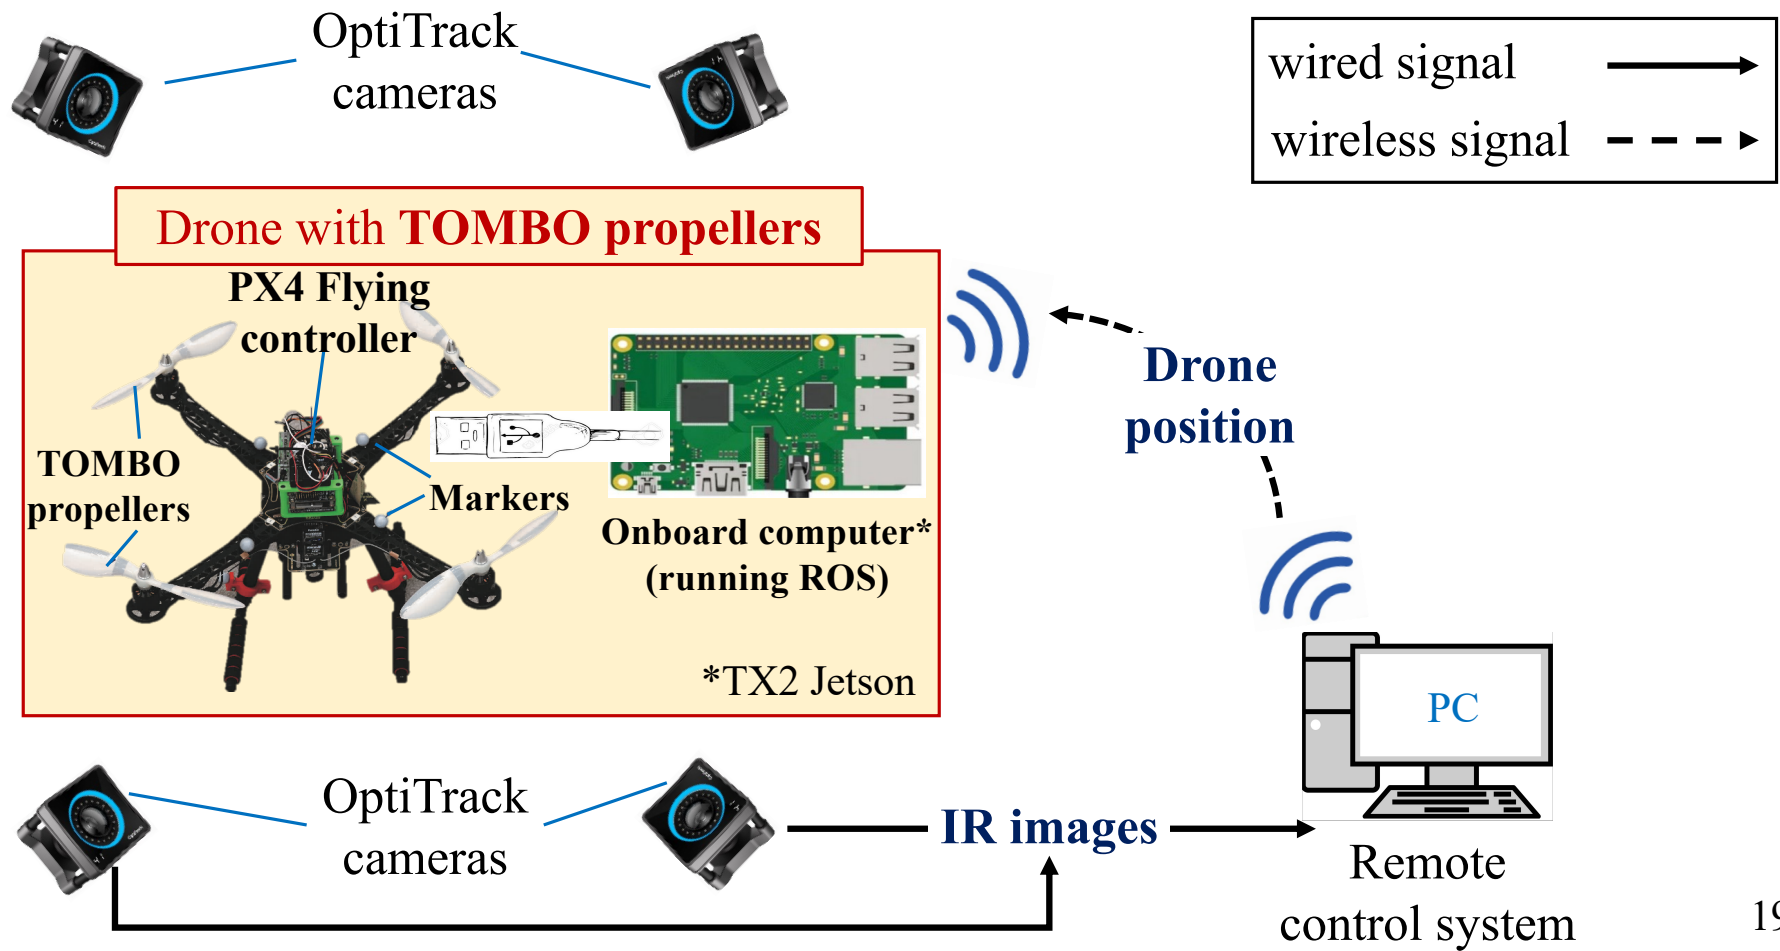 OptiTrack
cameras
wired signal
wireless signal
Drone with TOMBO propellers
PX4 Flying
controller
TOMBO
propellers
Markers
Onboard computer*
(running ROS)
*TX2 Jetson
Drone
position
PC
OptiTrack
cameras
IR images
Remote
control system
19